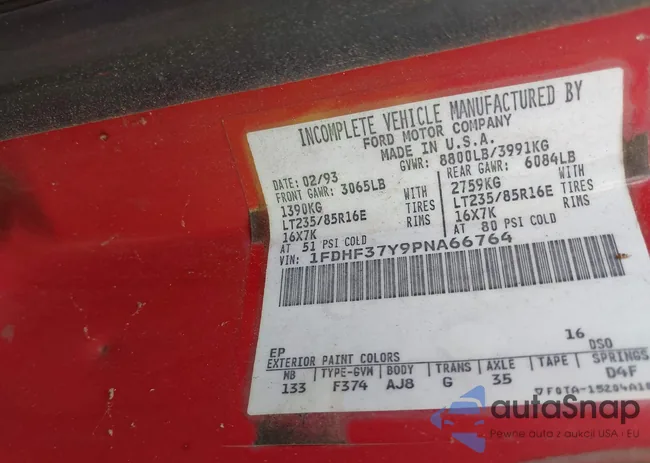 INCOMPLETE VEHICLE MANUFACTURED BY
FORD MOTOR COMPANY
MADE IN U.S.A.
DATE: 02/93 GVWR: 8800LB/3991KG
FRONT GAWR: 3065LB REAR GAWR: 6084LB
1390KG WITH 2759KG WITH
LT235/85R16E TIRES LT235/85R16E TIRES
16X7K RIMS 16X7K RIMS
AT 51 PSI COLD AT 80 PSI COLD
VIN: 1FDHF37Y9PNA66764
EP 16 DSO
EXTERIOR PAINT COLORS
WB TYPE-GVM BODY TRANS AXLE TAPE SPRINGS
133 F374 AJ8 G 35 D4F
autaSnap
Pewne auta z aukcji USA i EU